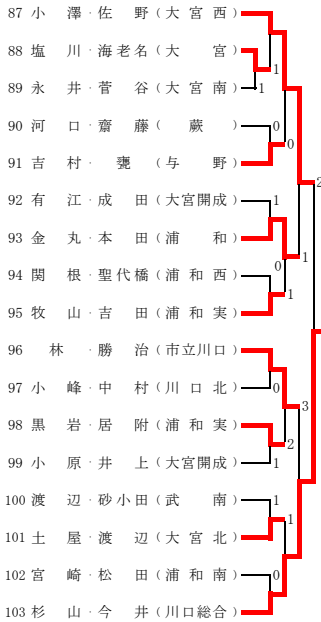 87 小澤・佐野(大宮西)
88 塩川・海老名(大宮)
1
89 永井・菅谷(大宮南)
1
90 河口・齋藤(蕨)
0
0
91 吉村・甕(与野)
2
92 有江・成田(大宮開成)
1
93 金丸・本田(浦和)
1
94 関根・聖代橋(浦和西)
0
1
95 牧山・吉田(浦和実)
96 林・勝治(市立川口)
97 小峰・中村(川口北)
0
3
98 黒岩・居附(浦和実)
2
99 小原・井上(大宮開成)
1
100 渡辺・砂小田(武南)
1
1
101 土屋・渡辺(大宮北)
102 宮崎・松田(浦和南)
0
103 杉山・今井(川口総合)